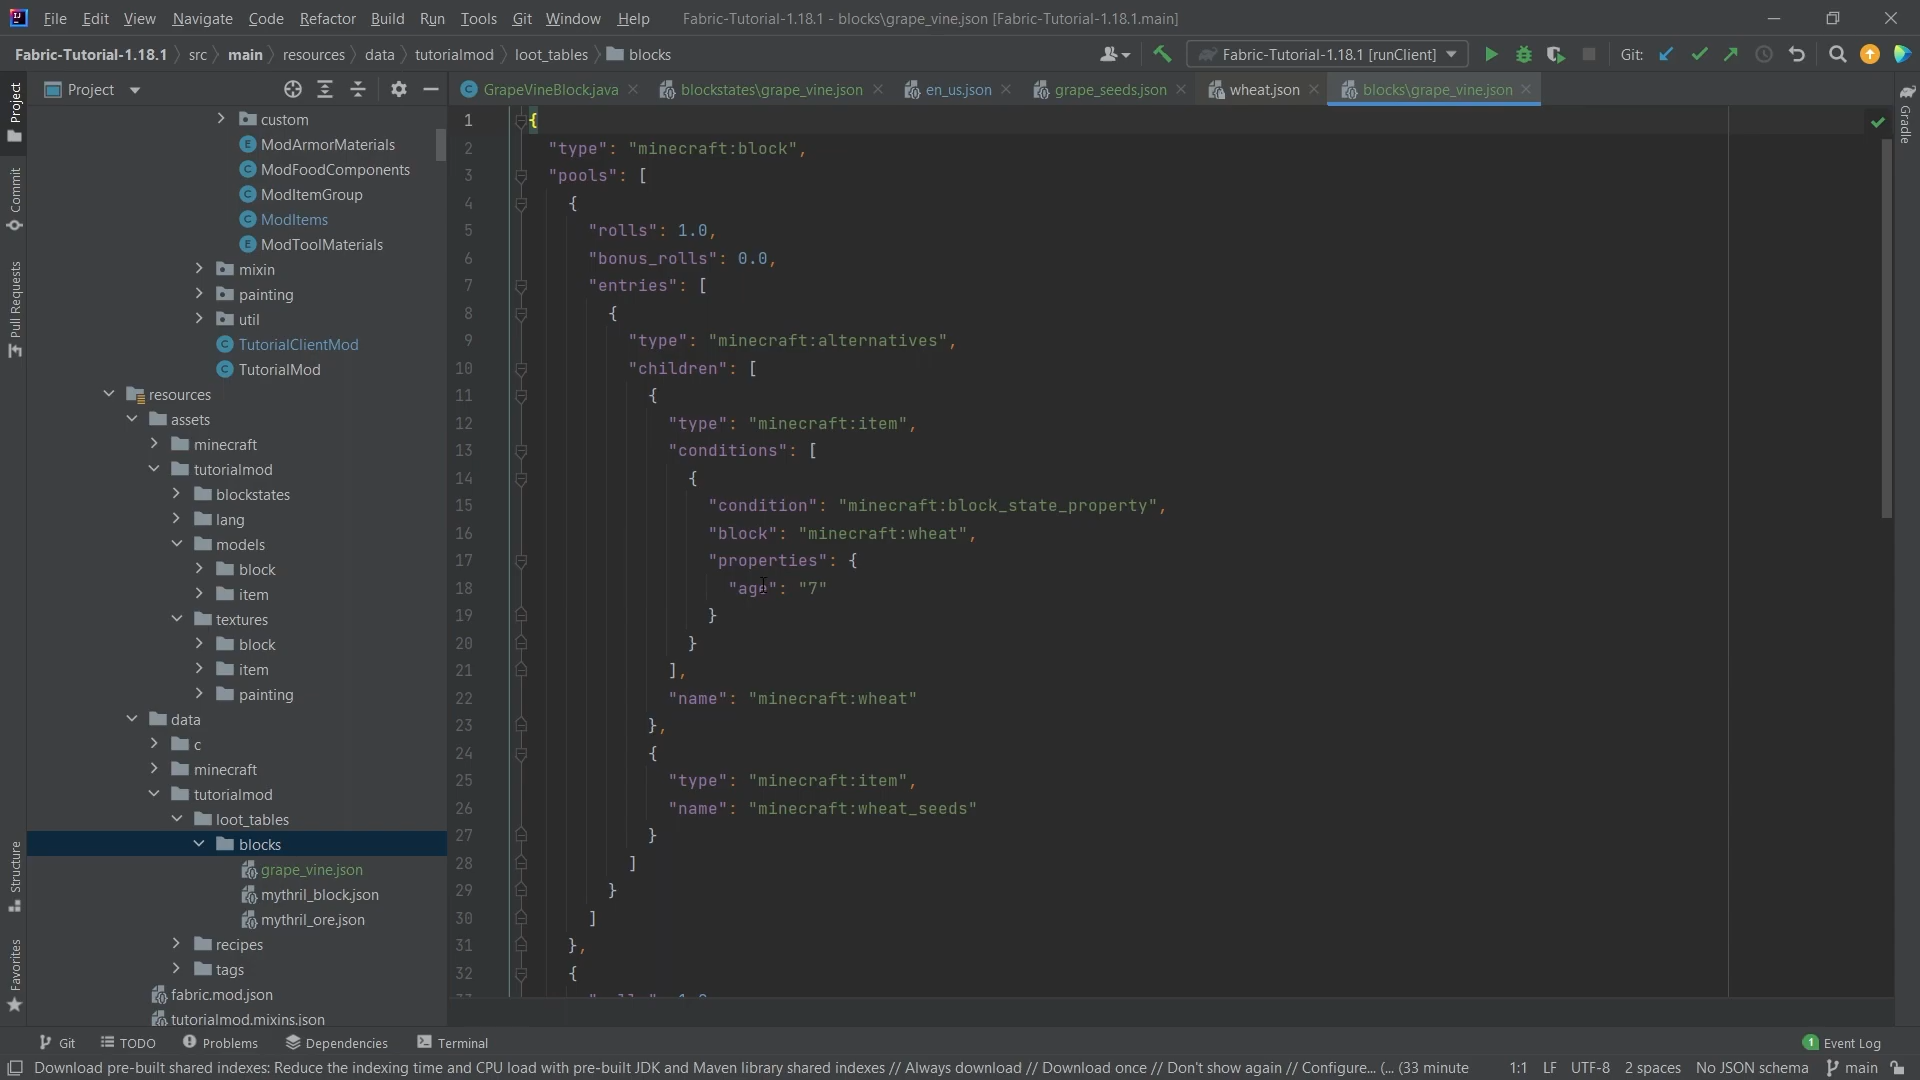 File Edit View Navigate Code Refactor Build Run Tools Git Window Help Fabric-Tutorial-1.18.1 - blocks\grape_vine.json [Fabric-Tutorial-1.18.1.main]
Fabric-Tutorial-1.18.1 src main resources data tutorialmod loot_tables blocks Fabric-Tutorial-1.18.1 [runClient] Git:
Project GrapeVineBlock.java blockstates\grape_vine.json en_us.json grape_seeds.json wheat.json blocks\grape_vine.json
Project
Commit
Pull Requests
Structure
Favorites
Gradle
custom
ModArmorMaterials
ModFoodComponents
ModItemGroup
ModItems
ModToolMaterials
mixin
painting
util
TutorialClientMod
TutorialMod
resources
assets
minecraft
tutorialmod
blockstates
lang
models
block
item
textures
block
item
painting
data
c
minecraft
tutorialmod
loot_tables
blocks
grape_vine.json
mythril_block.json
mythril_ore.json
recipes
tags
fabric.mod.json
tutorialmod.mixins.json
1 {
2 "type": "minecraft:block",
3 "pools": [
4 {
5 "rolls": 1.0,
6 "bonus_rolls": 0.0,
7 "entries": [
8 {
9 "type": "minecraft:alternatives",
10 "children": [
11 {
12 "type": "minecraft:item",
13 "conditions": [
14 {
15 "condition": "minecraft:block_state_property",
16 "block": "minecraft:wheat",
17 "properties": {
18 "age": "7"
19 }
20 }
21 ],
22 "name": "minecraft:wheat"
23 },
24 {
25 "type": "minecraft:item",
26 "name": "minecraft:wheat_seeds"
27 }
28 ]
29 }
30 ]
31 },
32 {
Git TODO Problems Dependencies Terminal 1 Event Log
Download pre-built shared indexes: Reduce the indexing time and CPU load with pre-built JDK and Maven library shared indexes // Always download // Download once // Don't show again // Configure... (... (33 minute 1:1 LF UTF-8 2 spaces No JSON schema main